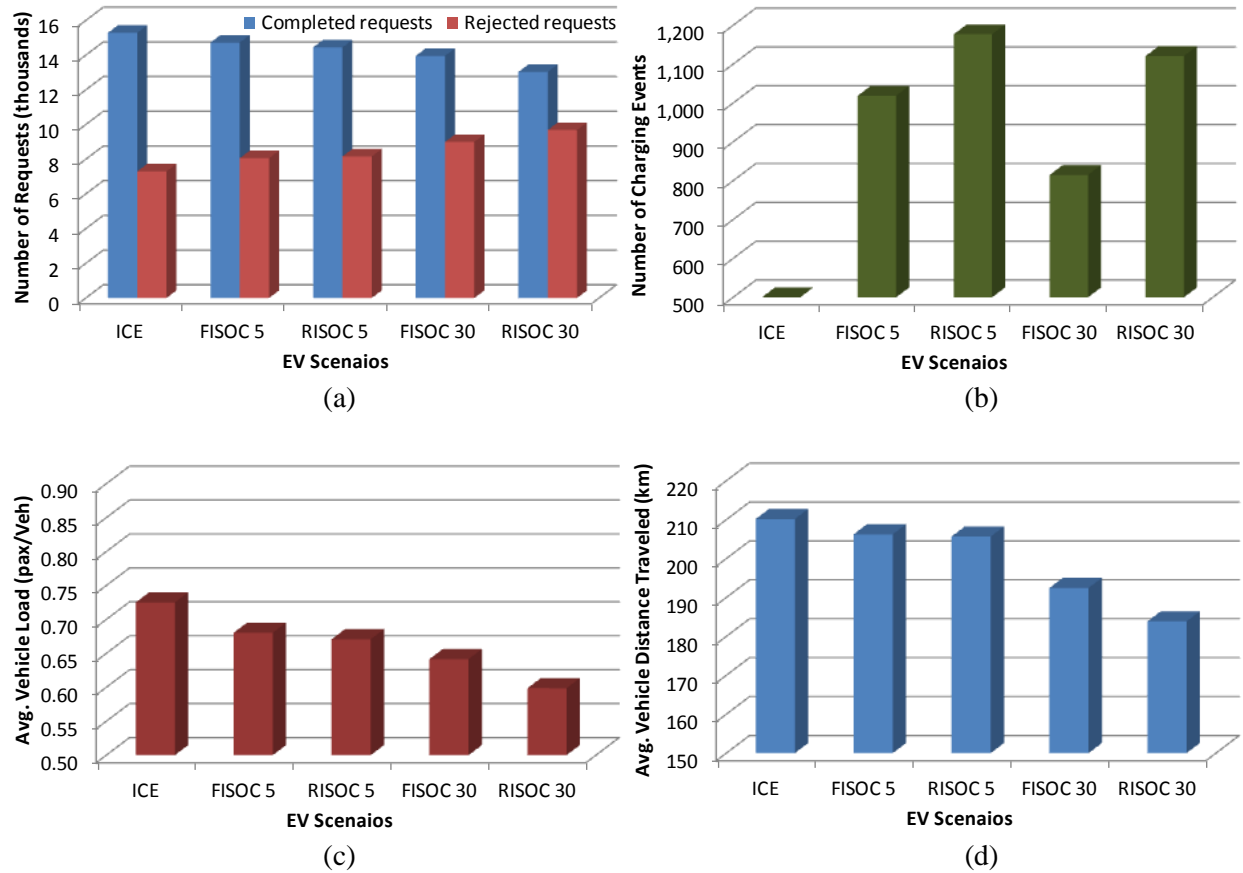 Completed requests
Rejected requests
Number of Requests (thousands)
16
14
12
10
8
6
4
2
0
ICE
FISOC 5
RISOC 5
FISOC 30
RISOC 30
EV Scenaios
(a)
Number of Charging Events
1,200
1,100
1,000
900
800
700
600
500
ICE
FISOC 5
RISOC 5
FISOC 30
RISOC 30
EV Scenaios
(b)
Avg. Vehicle Load (pax/Veh)
0.90
0.85
0.80
0.75
0.70
0.65
0.60
0.55
0.50
ICE
FISOC 5
RISOC 5
FISOC 30
RISOC 30
EV Scenaios
(c)
Avg. Vehicle Distance Traveled (km)
220
210
200
190
180
170
160
150
ICE
FISOC 5
RISOC 5
FISOC 30
RISOC 30
EV Scenaios
(d)